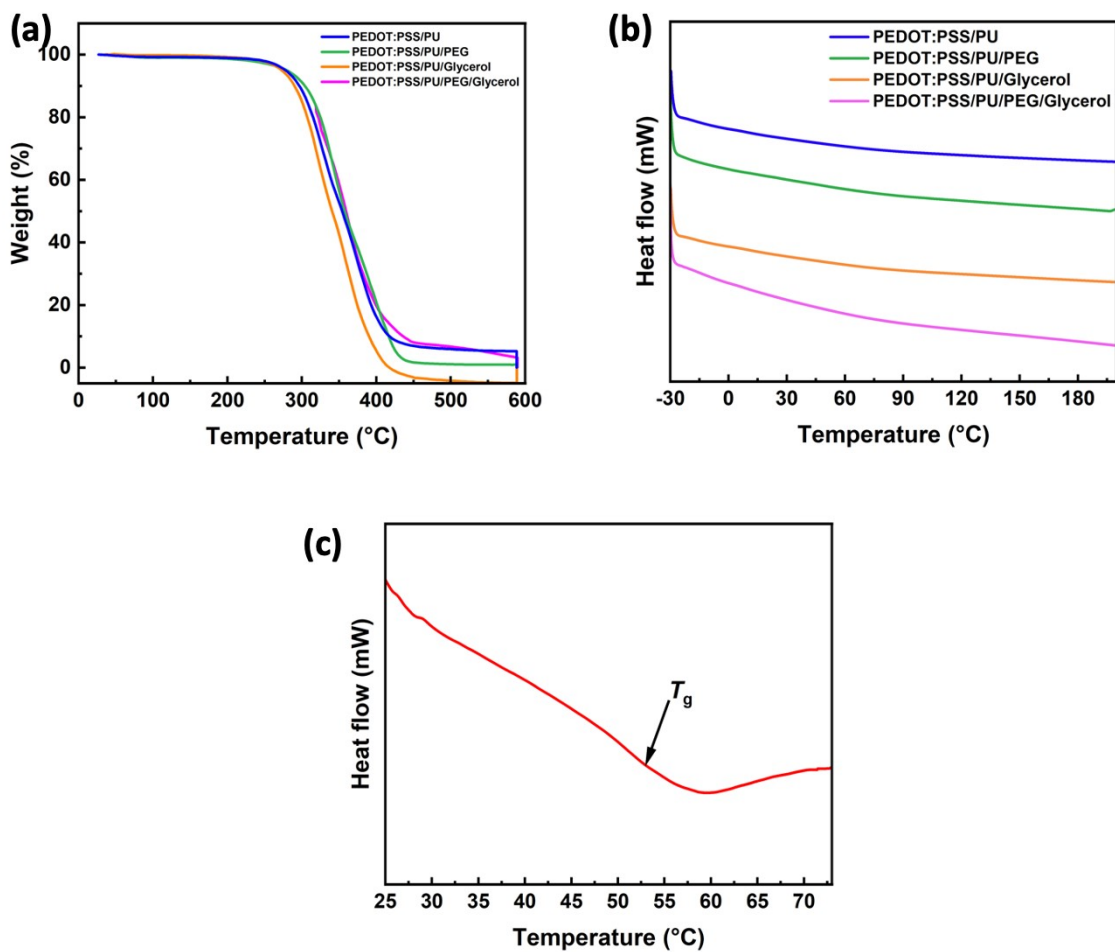 (a)
PEDOT:PSS/PU
PEDOT:PSS/PU/PEG
PEDOT:PSS/PU/Glycerol
PEDOT:PSS/PU/PEG/Glycerol
100
80
60
40
20
0
Weight (%)
0 100 200 300 400 500 600
Temperature (°C)
(b)
PEDOT:PSS/PU
PEDOT:PSS/PU/PEG
PEDOT:PSS/PU/Glycerol
PEDOT:PSS/PU/PEG/Glycerol
Heat flow (mW)
-30 0 30 60 90 120 150 180
Temperature (°C)
(c)
Tg
Heat flow (mW)
25 30 35 40 45 50 55 60 65 70
Temperature (°C)